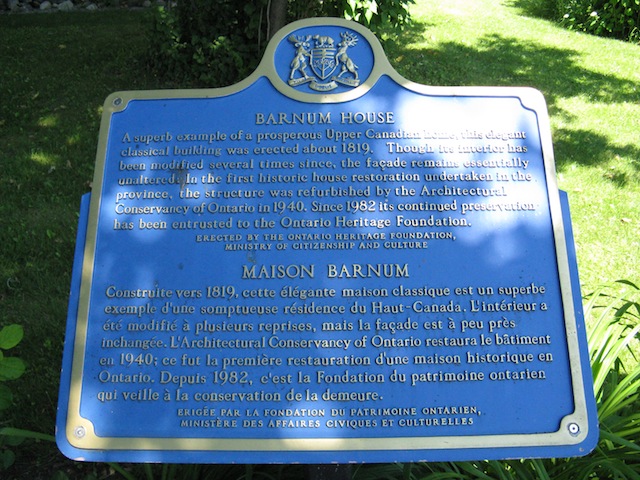 BARNUM HOUSE
A superb example of a prosperous Upper Canadian home, this elegant
classical building was erected about 1819. Though its interior has
been modified several times since, the façade remains essentially
unaltered. In the first historic house restoration undertaken in the
province, the structure was refurbished by the Architectural
Conservancy of Ontario in 1940. Since 1982 its continued preservation
has been entrusted to the Ontario Heritage Foundation.
ERECTED BY THE ONTARIO HERITAGE FOUNDATION,
MINISTRY OF CITIZENSHIP AND CULTURE
MAISON BARNUM
Construite vers 1819, cette élégante maison classique est un superbe
exemple d'une somptueuse résidence du Haut-Canada. L'intérieur a
été modifié à plusieurs reprises, mais la façade est à peu près
inchangée. L'Architectural Conservancy of Ontario restaura le bâtiment
en 1940; ce fut la première restauration d'une maison historique en
Ontario. Depuis 1982, c'est la Fondation du patrimoine ontarien
qui veille à la conservation de la demeure.
ERIGÉE PAR LA FONDATION DU PATRIMOINE ONTARIEN,
MINISTÈRE DES AFFAIRES CIVIQUES ET CULTURELLES